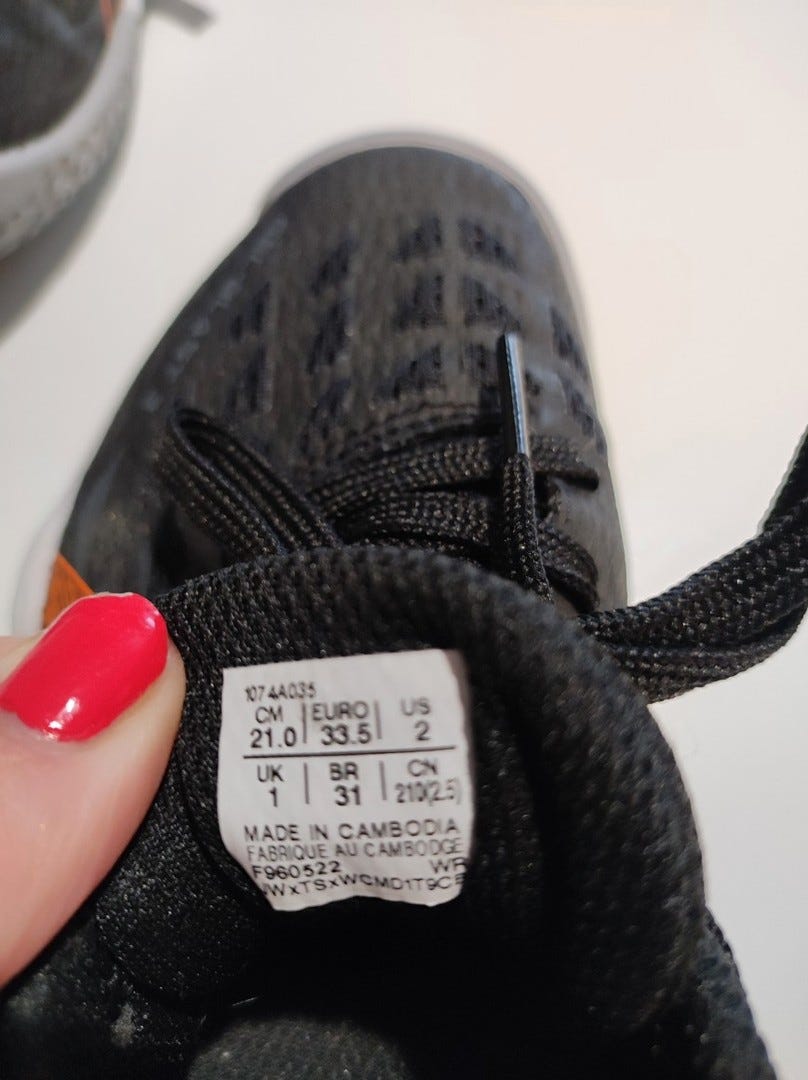 1074A035
CM EURO US
21.0 33.5 2
UK BR CN
1 31 210(2.5)
MADE IN CAMBODIA
FABRIQUE AU CAMBODGE
F960522 WR